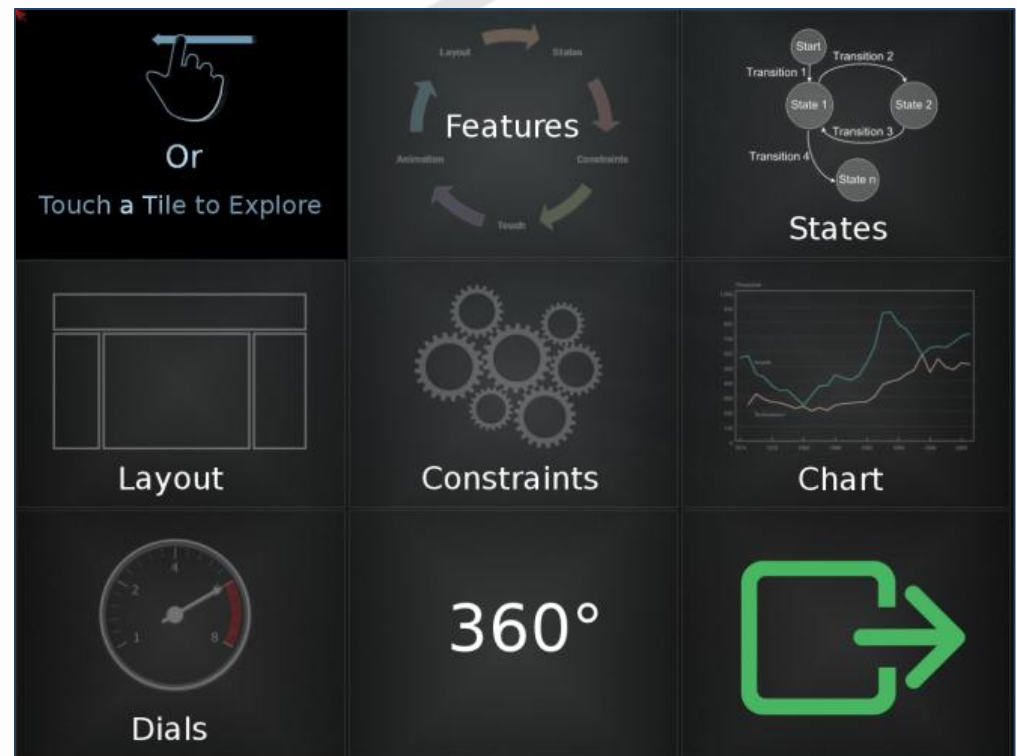 Or
Touch a Tile to Explore
Layout
States
Features
Animation
Constraints
Touch
Start
Transition 2
Transition 1
State 1
State 2
Transition 3
Transition 4
State n
States
Layout
Constraints
Chart
4
2
1
8
Dials
360°